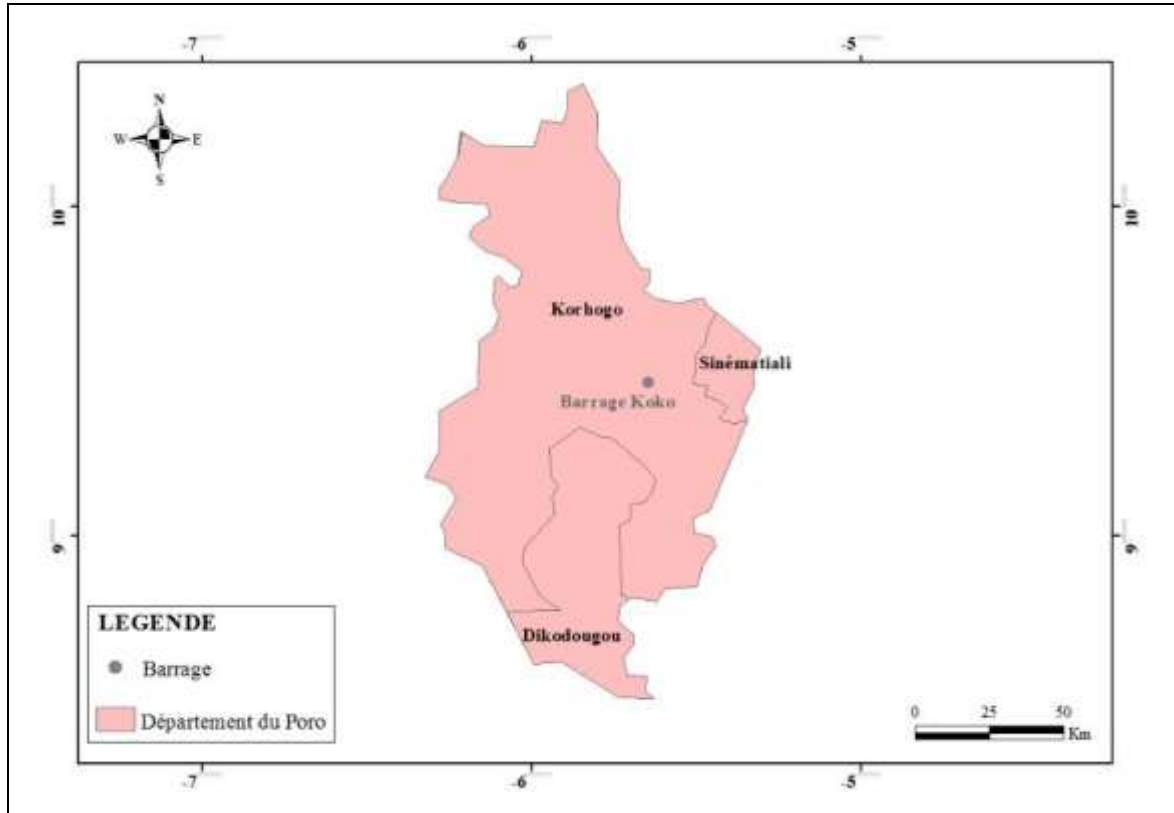 -7 -6 -5
N
W E
S
10 10
Korhogo
Sinématiali
Barrage Koko
9 9
Dikodougou
LEGENDE
Barrage
Département du Poro
0 25 50
Km
-7 -6 -5